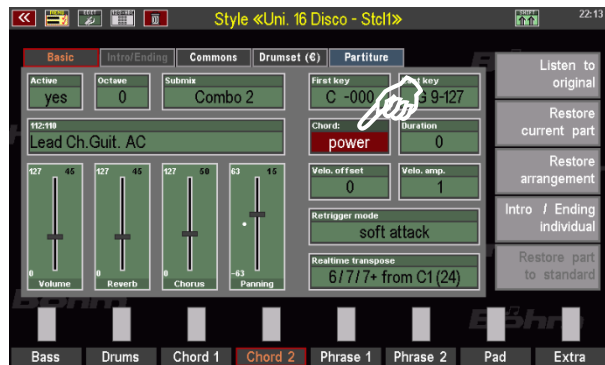 Style «Uni. 16 Disco - Stcl1»
SHIFT
22:13
Basic
Intro/Ending
Commons
Drumset (€)
Partiture
Listen to
original
Restore
current part
Restore
arrangement
Intro / Ending
individual
Restore part
to standard
Active
yes
Octave
0
Submix
Combo 2
First key
C -000
key
G 9-127
112:118
Lead Ch.Guit. AC
Chord:
power
Duration
0
127 45
127 45
127 50
63 15
Velo. offset
0
Velo. amp.
1
Retrigger mode
soft attack
Realtime transpose
6/7/7+ from C1 (24)
0
0
0
-63
Volume
Reverb
Chorus
Panning
Böhm
Böhm
Bass
Drums
Chord 1
Chord 2
Phrase 1
Phrase 2
Pad
Extra